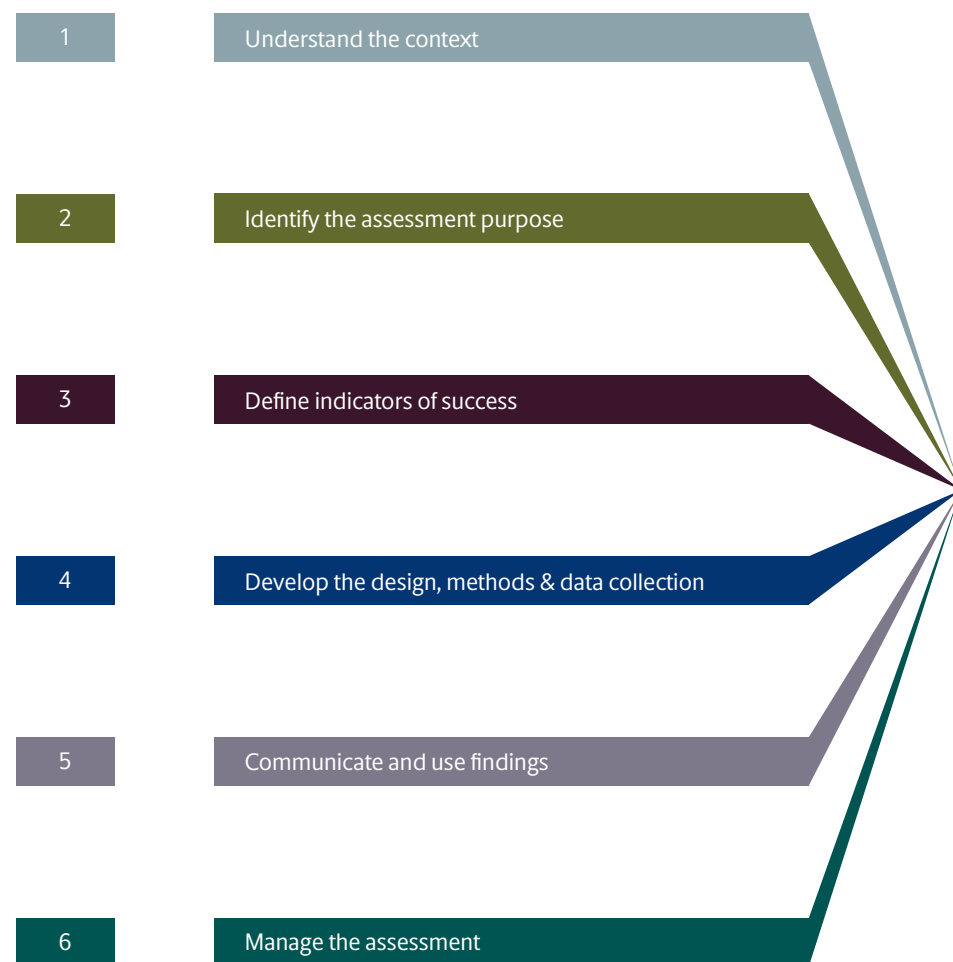 1
Understand the context
2
Identify the assessment purpose
3
Define indicators of success
4
Develop the design, methods & data collection
5
Communicate and use findings
6
Manage the assessment